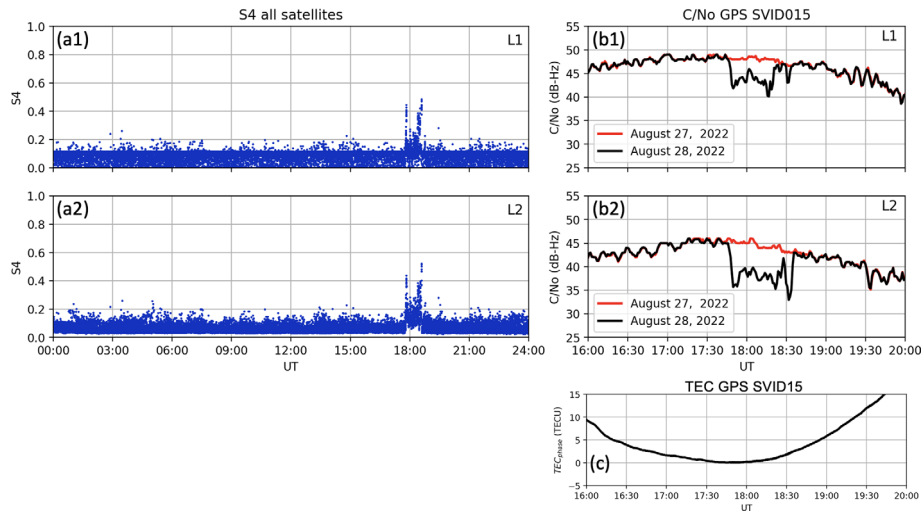 S4 all satellites
(a1)
L1
S4
1.0
0.8
0.6
0.4
0.2
0.0
(a2)
L2
S4
1.0
0.8
0.6
0.4
0.2
0.0
00:00 03:00 06:00 09:00 12:00 15:00 18:00 21:00 24:00
UT
C/No GPS SVID015
(b1)
L1
C/No (dB-Hz)
55
50
45
40
35
30
25
August 27, 2022
August 28, 2022
(b2)
L2
C/No (dB-Hz)
55
50
45
40
35
30
25
August 27, 2022
August 28, 2022
16:00 16:30 17:00 17:30 18:00 18:30 19:00 19:30 20:00
UT
TEC GPS SVID15
(c)
TECphase (TECU)
15
10
5
0
−5
16:00 16:30 17:00 17:30 18:00 18:30 19:00 19:30 20:00
UT